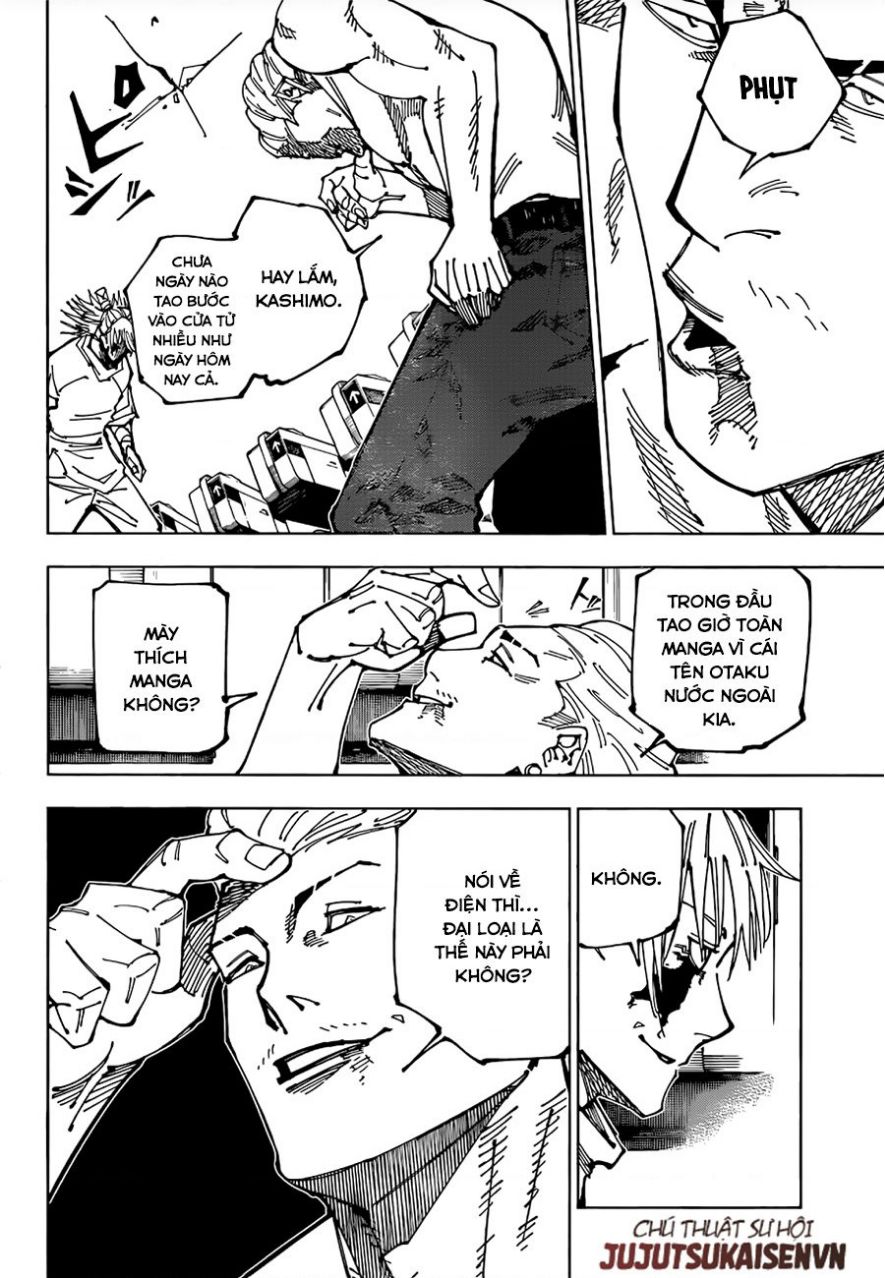 PHỤT
ピッ
HAY LẮM,
KASHIMO.
CHƯA
NGÀY NÀO
TAO BƯỚC
VÀO CỬA TỬ
NHIỀU NHƯ
NGÀY HÔM
NAY CẢ.
TRONG ĐẦU
TAO GIỜ TOÀN
MANGA VÌ CÁI
TÊN OTAKU
NƯỚC NGOÀI
KIA.
MÀY
THÍCH
MANGA
KHÔNG?
KHÔNG.
NÓI VỀ
ĐIỆN THÌ...
ĐẠI LOẠI LÀ
THẾ NÀY PHẢI
KHÔNG?
CHÚ THUẬT SƯ HỘI
JUJUTSUKAISENVN